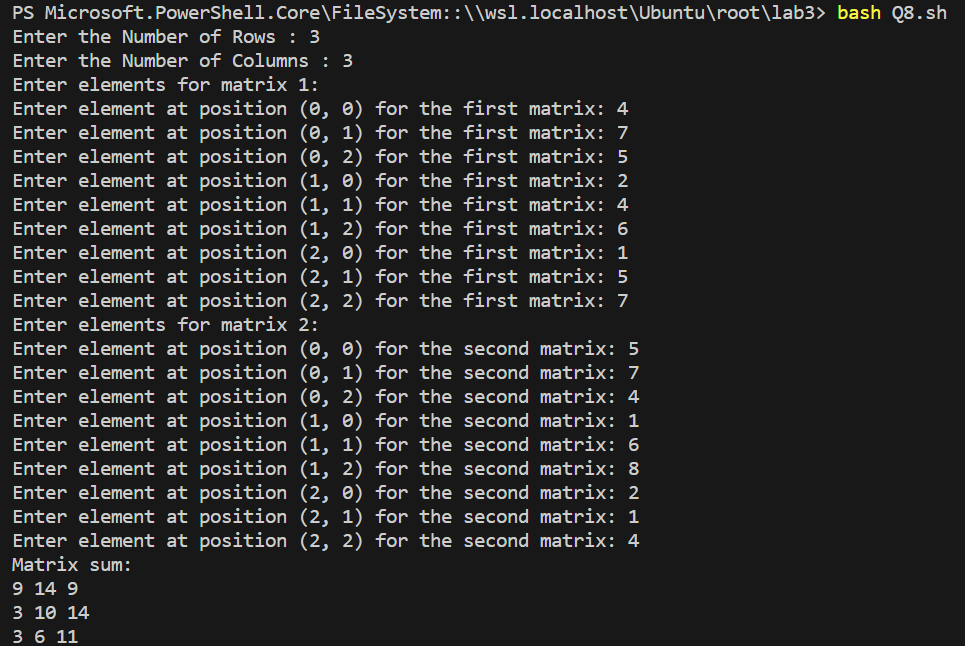 PS Microsoft.PowerShell.Core\FileSystem::\\wsl.localhost\Ubuntu\root\lab3> bash Q8.sh
Enter the Number of Rows : 3
Enter the Number of Columns : 3
Enter elements for matrix 1:
Enter element at position (0, 0) for the first matrix: 4
Enter element at position (0, 1) for the first matrix: 7
Enter element at position (0, 2) for the first matrix: 5
Enter element at position (1, 0) for the first matrix: 2
Enter element at position (1, 1) for the first matrix: 4
Enter element at position (1, 2) for the first matrix: 6
Enter element at position (2, 0) for the first matrix: 1
Enter element at position (2, 1) for the first matrix: 5
Enter element at position (2, 2) for the first matrix: 7
Enter elements for matrix 2:
Enter element at position (0, 0) for the second matrix: 5
Enter element at position (0, 1) for the second matrix: 7
Enter element at position (0, 2) for the second matrix: 4
Enter element at position (1, 0) for the second matrix: 1
Enter element at position (1, 1) for the second matrix: 6
Enter element at position (1, 2) for the second matrix: 8
Enter element at position (2, 0) for the second matrix: 2
Enter element at position (2, 1) for the second matrix: 1
Enter element at position (2, 2) for the second matrix: 4
Matrix sum:
9 14 9
3 10 14
3 6 11